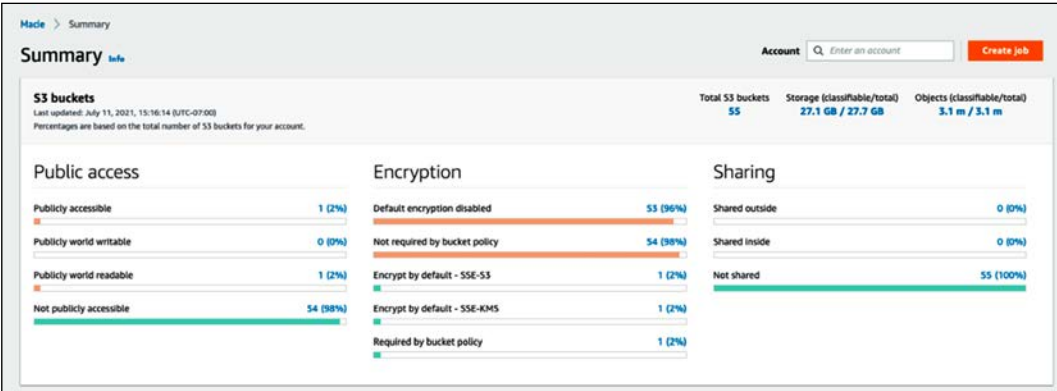 Macie > Summary
Summary Info
Account Enter an account Create job
S3 buckets
Last updated: July 11, 2021, 15:16:14 (UTC-07:00)
Percentages are based on the total number of S3 buckets for your account.
Total S3 buckets Storage (classifiable/total) Objects (classifiable/total)
55 27.1 GB / 27.7 GB 3.1 m / 3.1 m
Public access
Publicly accessible 1 (2%)
Publicly world writable 0 (0%)
Publicly world readable 1 (2%)
Not publicly accessible 54 (98%)
Encryption
Default encryption disabled 53 (96%)
Not required by bucket policy 54 (98%)
Encrypt by default - SSE-S3 1 (2%)
Encrypt by default - SSE-KMS 1 (2%)
Required by bucket policy 1 (2%)
Sharing
Shared outside 0 (0%)
Shared inside 0 (0%)
Not shared 55 (100%)